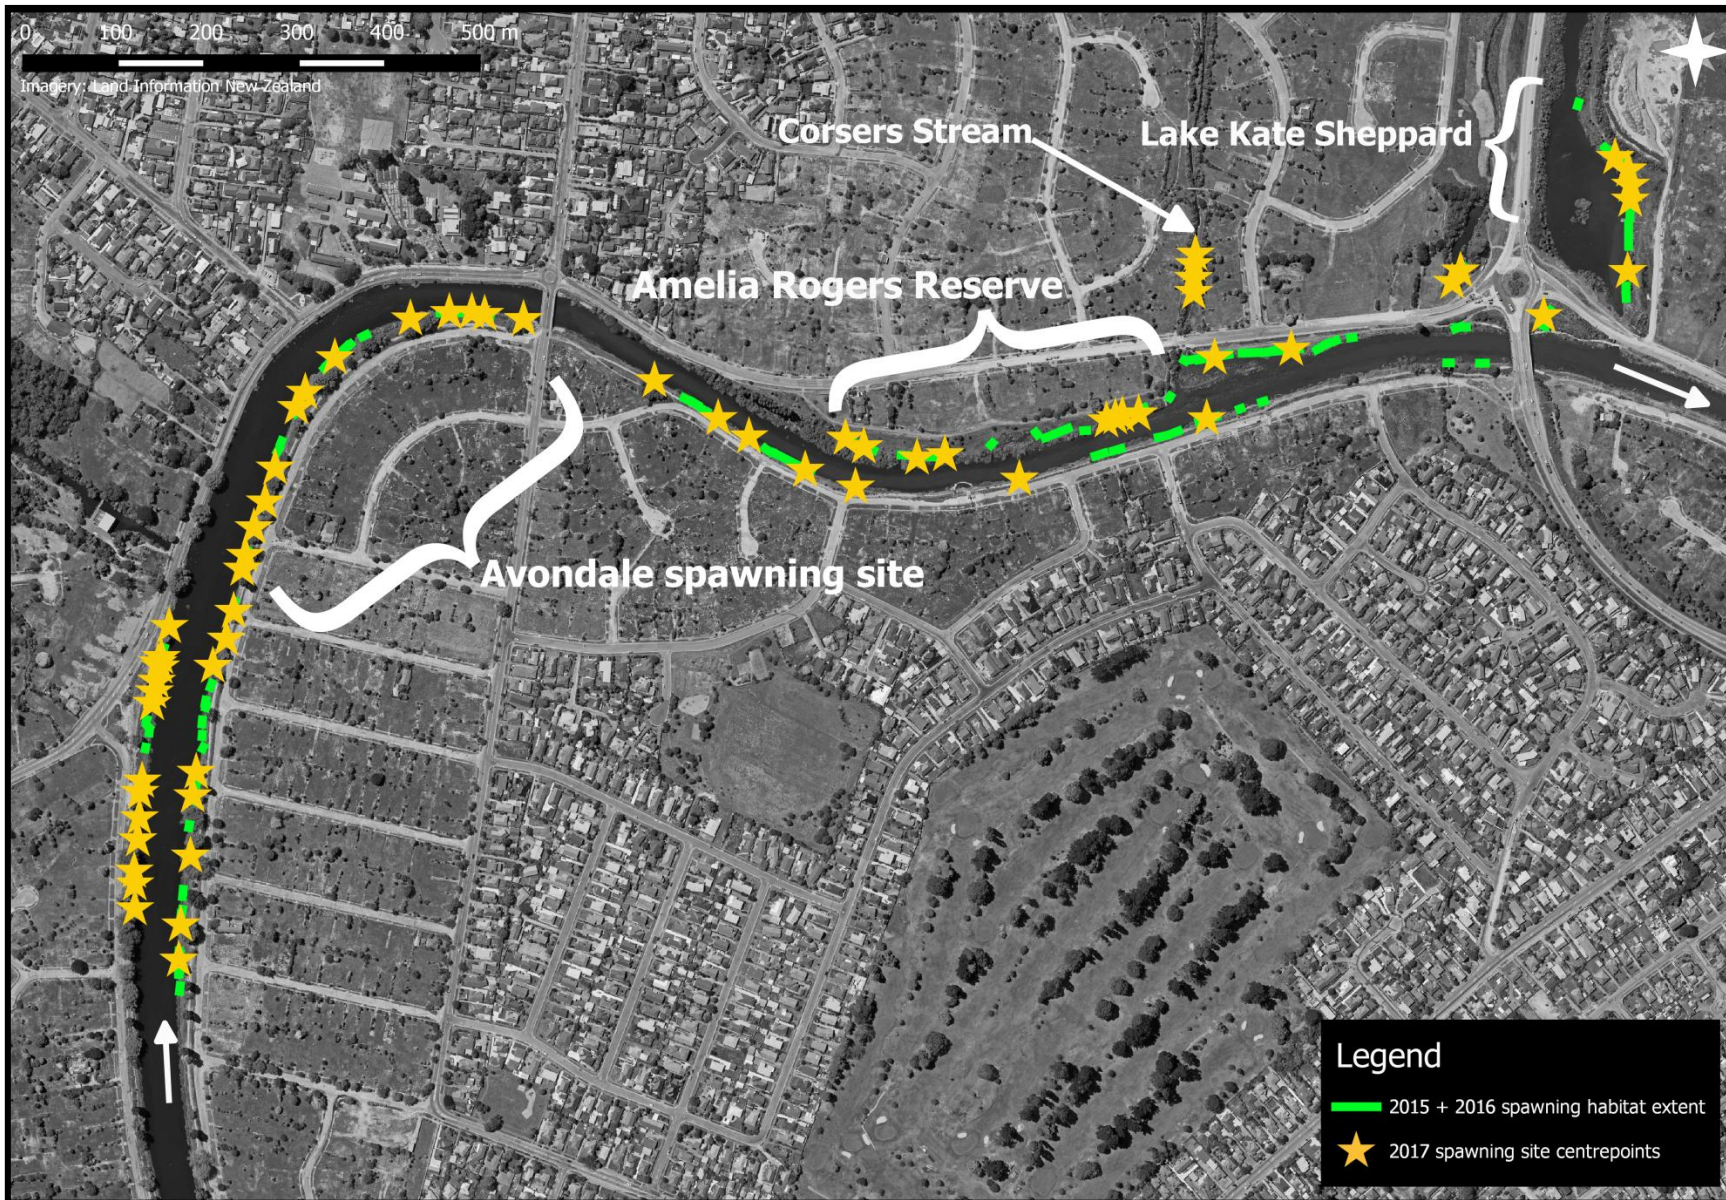 0 100 200 300 400 500 m
Imagery: Land Information New Zealand
Corsers Stream
Lake Kate Sheppard
Amelia Rogers Reserve
Avondale spawning site
Legend
2015 + 2016 spawning habitat extent
2017 spawning site centrepoints